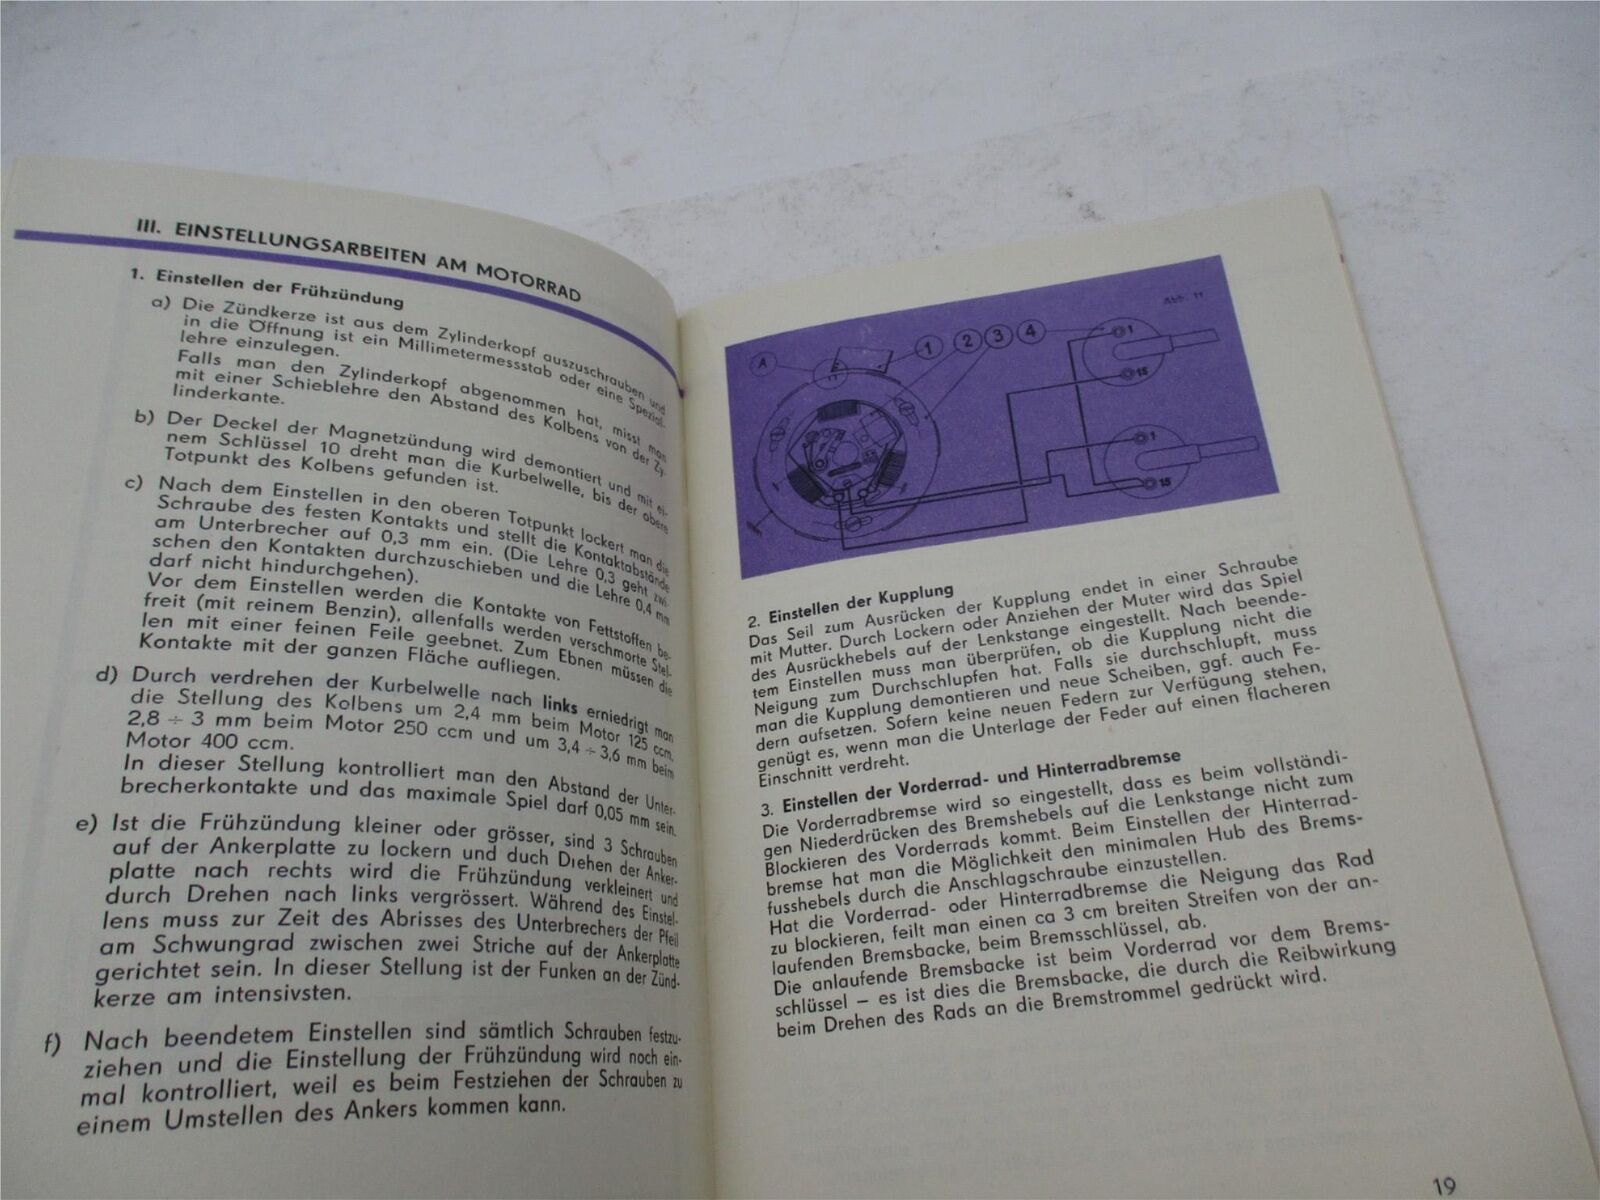 III. EINSTELLUNGSARBEITEN AM MOTORRAD
1. Einstellen der Frühzündung
a) Die Zündkerze ist aus dem Zylinderkopf auszuschrauben und
in die Öffnung ist ein Millimetermessstab oder eine Spezial-
lehre einzulegen.
Falls man den Zylinderkopf abgenommen hat, misst man
mit einer Schieblehre den Abstand des Kolbens von der Zy-
linderkante.
b) Der Deckel der Magnetzündung wird demontiert und mit ei-
nem Schlüssel 10 dreht man die Kurbelwelle, bis der obere
Totpunkt des Kolbens gefunden ist.
c) Nach dem Einstellen in den oberen Totpunkt lockert man die
Schraube des festen Kontakts und stellt die Kontaktabstände
am Unterbrecher auf 0,3 mm ein. (Die Lehre 0,3 geht zwi-
schen den Kontakten durchzuschieben und die Lehre 0,4 mm
darf nicht hindurchgehen).
Vor dem Einstellen werden die Kontakte von Fettstoffen be-
freit (mit reinem Benzin), allenfalls werden verschmorte Stel-
len mit einer feinen Feile geebnet. Zum Ebnen müssen die
Kontakte mit der ganzen Fläche aufliegen.
d) Durch verdrehen der Kurbelwelle nach links erniedrigt man
die Stellung des Kolbens um 2,4 mm beim Motor 125 ccm,
2,8 ÷ 3 mm beim Motor 250 ccm und um 3,4 ÷ 3,6 mm beim
Motor 400 ccm.
In dieser Stellung kontrolliert man den Abstand der Unter-
brecherkontakte und das maximale Spiel darf 0,05 mm sein.
e) Ist die Frühzündung kleiner oder grösser, sind 3 Schrauben
auf der Ankerplatte zu lockern und duch Drehen der Anker-
platte nach rechts wird die Frühzündung verkleinert und
durch Drehen nach links vergrössert. Während des Einstel-
lens muss zur Zeit des Abrisses des Unterbrechers der Pfeil
am Schwungrad zwischen zwei Striche auf der Ankerplatte
gerichtet sein. In dieser Stellung ist der Funken an der Zünd-
kerze am intensivsten.
f) Nach beendetem Einstellen sind sämtlich Schrauben festzu-
ziehen und die Einstellung der Frühzündung wird noch ein-
mal kontrolliert, weil es beim Festziehen der Schrauben zu
einem Umstellen des Ankers kommen kann.
Abb. 11
A 1 2 3 4 1
15
1
15
2. Einstellen der Kupplung
Das Seil zum Ausrücken der Kupplung endet in einer Schraube
mit Mutter. Durch Lockern oder Anziehen der Muter wird das Spiel
des Ausrückhebels auf der Lenkstange eingestellt. Nach beende-
tem Einstellen muss man überprüfen, ob die Kupplung nicht die
Neigung zum Durchschlupfen hat. Falls sie durchschlupft, muss
man die Kupplung demontieren und neue Scheiben, ggf. auch Fe-
dern aufsetzen. Sofern keine neuen Federn zur Verfügung stehen,
genügt es, wenn man die Unterlage der Feder auf einen flacheren
Einschnitt verdreht.
3. Einstellen der Vorderrad- und Hinterradbremse
Die Vorderradbremse wird so eingestellt, dass es beim vollständi-
gen Niederdrücken des Bremshebels auf die Lenkstange nicht zum
Blockieren des Vorderrads kommt. Beim Einstellen der Hinterrad-
bremse hat man die Möglichkeit den minimalen Hub des Brems-
fusshebels durch die Anschlagschraube einzustellen.
Hat die Vorderrad- oder Hinterradbremse die Neigung das Rad
zu blockieren, feilt man einen ca 3 cm breiten Streifen von der an-
laufenden Bremsbacke, beim Bremsschlüssel, ab.
Die anlaufende Bremsbacke ist beim Vorderrad vor dem Brems-
schlüssel – es ist dies die Bremsbacke, die durch die Reibwirkung
beim Drehen des Rads an die Bremstrommel gedrückt wird.
19